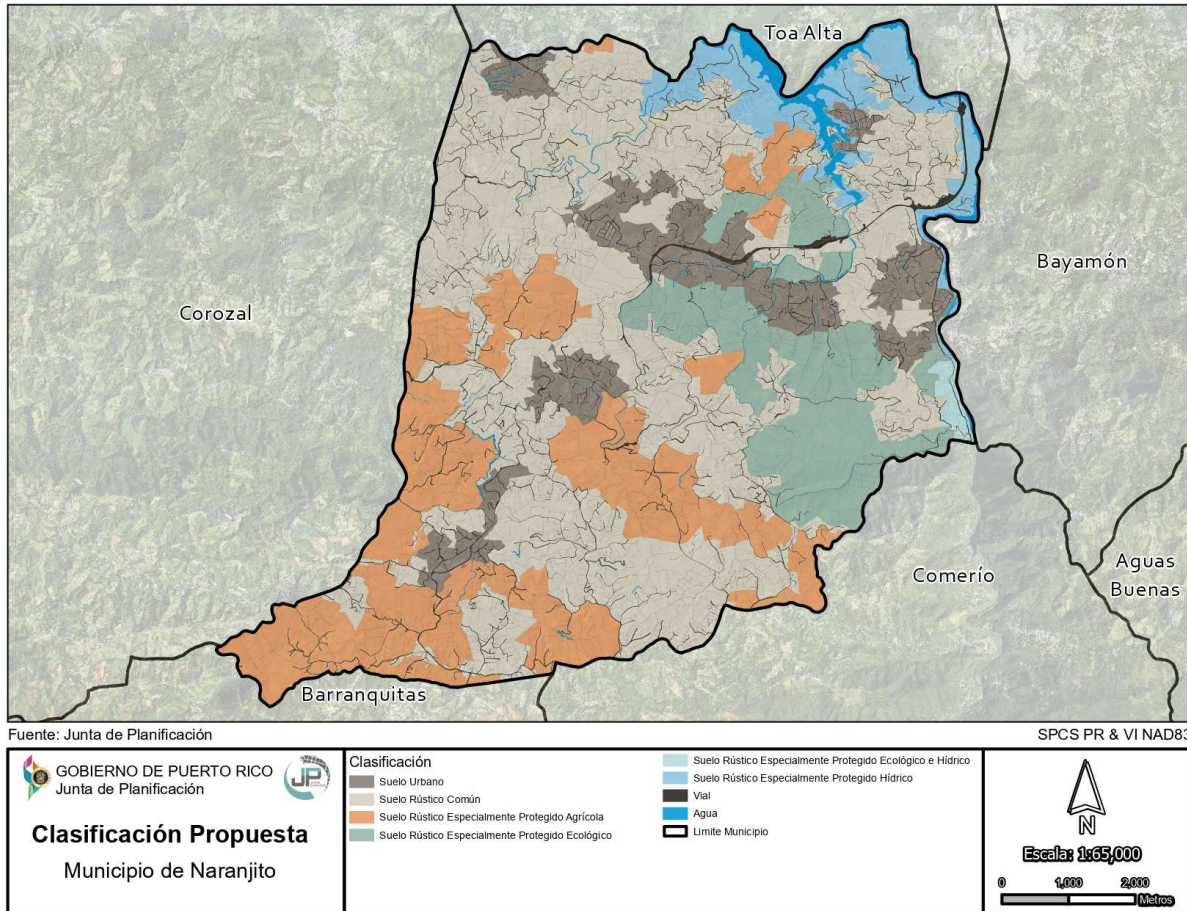 Toa Alta
Bayamón
Corozal
Comerío
Aguas
Buenas
Barranquitas
Fuente: Junta de Planificación
SPCS PR & VI NAD83
GOBIERNO DE PUERTO RICO
Junta de Planificación
JP
Clasificación Propuesta
Municipio de Naranjito
Clasificación
Suelo Urbano
Suelo Rústico Común
Suelo Rústico Especialmente Protegido Agrícola
Suelo Rústico Especialmente Protegido Ecológico
Suelo Rústico Especialmente Protegido Ecológico e Hídrico
Suelo Rústico Especialmente Protegido Hídrico
Vial
Agua
Limite Municipio
N
Escala: 1:65,000
0 1,000 2,000
Metros